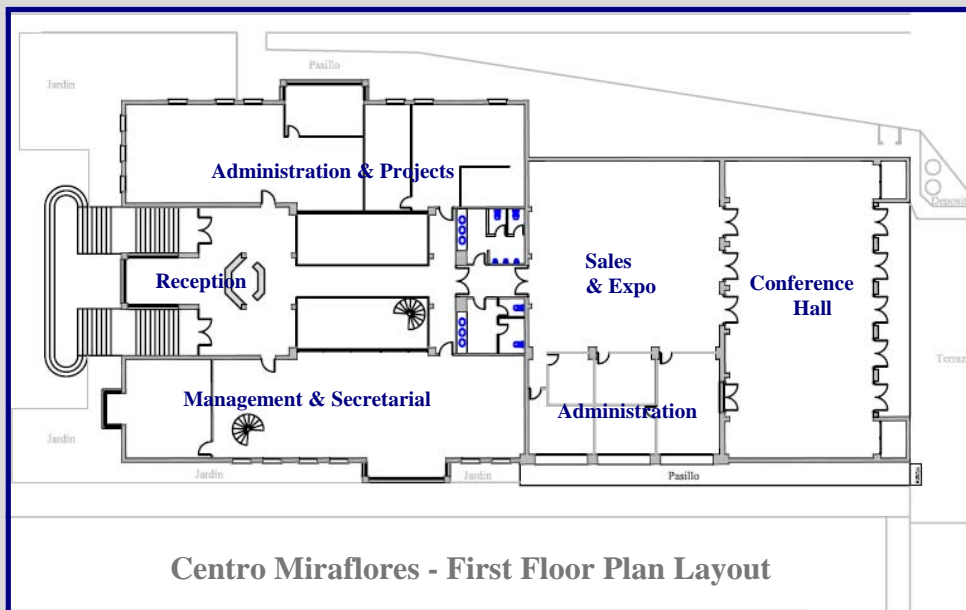 Pasillo
Jardin
Administration & Projects
Deposit
Reception
Sales
& Expo
Conference
Hall
Terraz
Management & Secretarial
Administration
Jardin
Jardin
Jardin
Pasillo
Centro Miraflores - First Floor Plan Layout